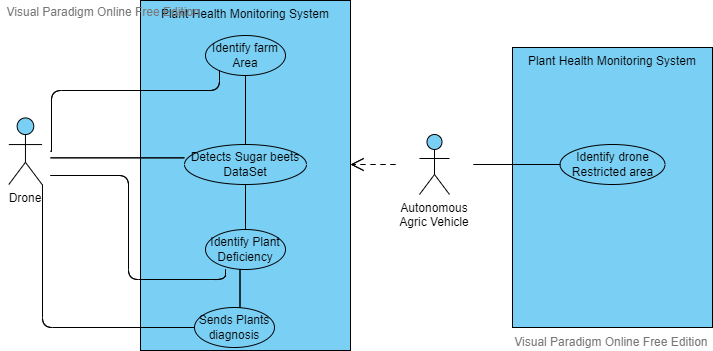 Visual Paradigm Online Free Edition
Plant Health Monitoring System
Identify farm
Area
Plant Health Monitoring System
Detects Sugar beets
DataSet
Identify drone
Restricted area
Drone
Autonomous
Agric Vehicle
Identify Plant
Deficiency
Sends Plants
diagnosis
Visual Paradigm Online Free Edition